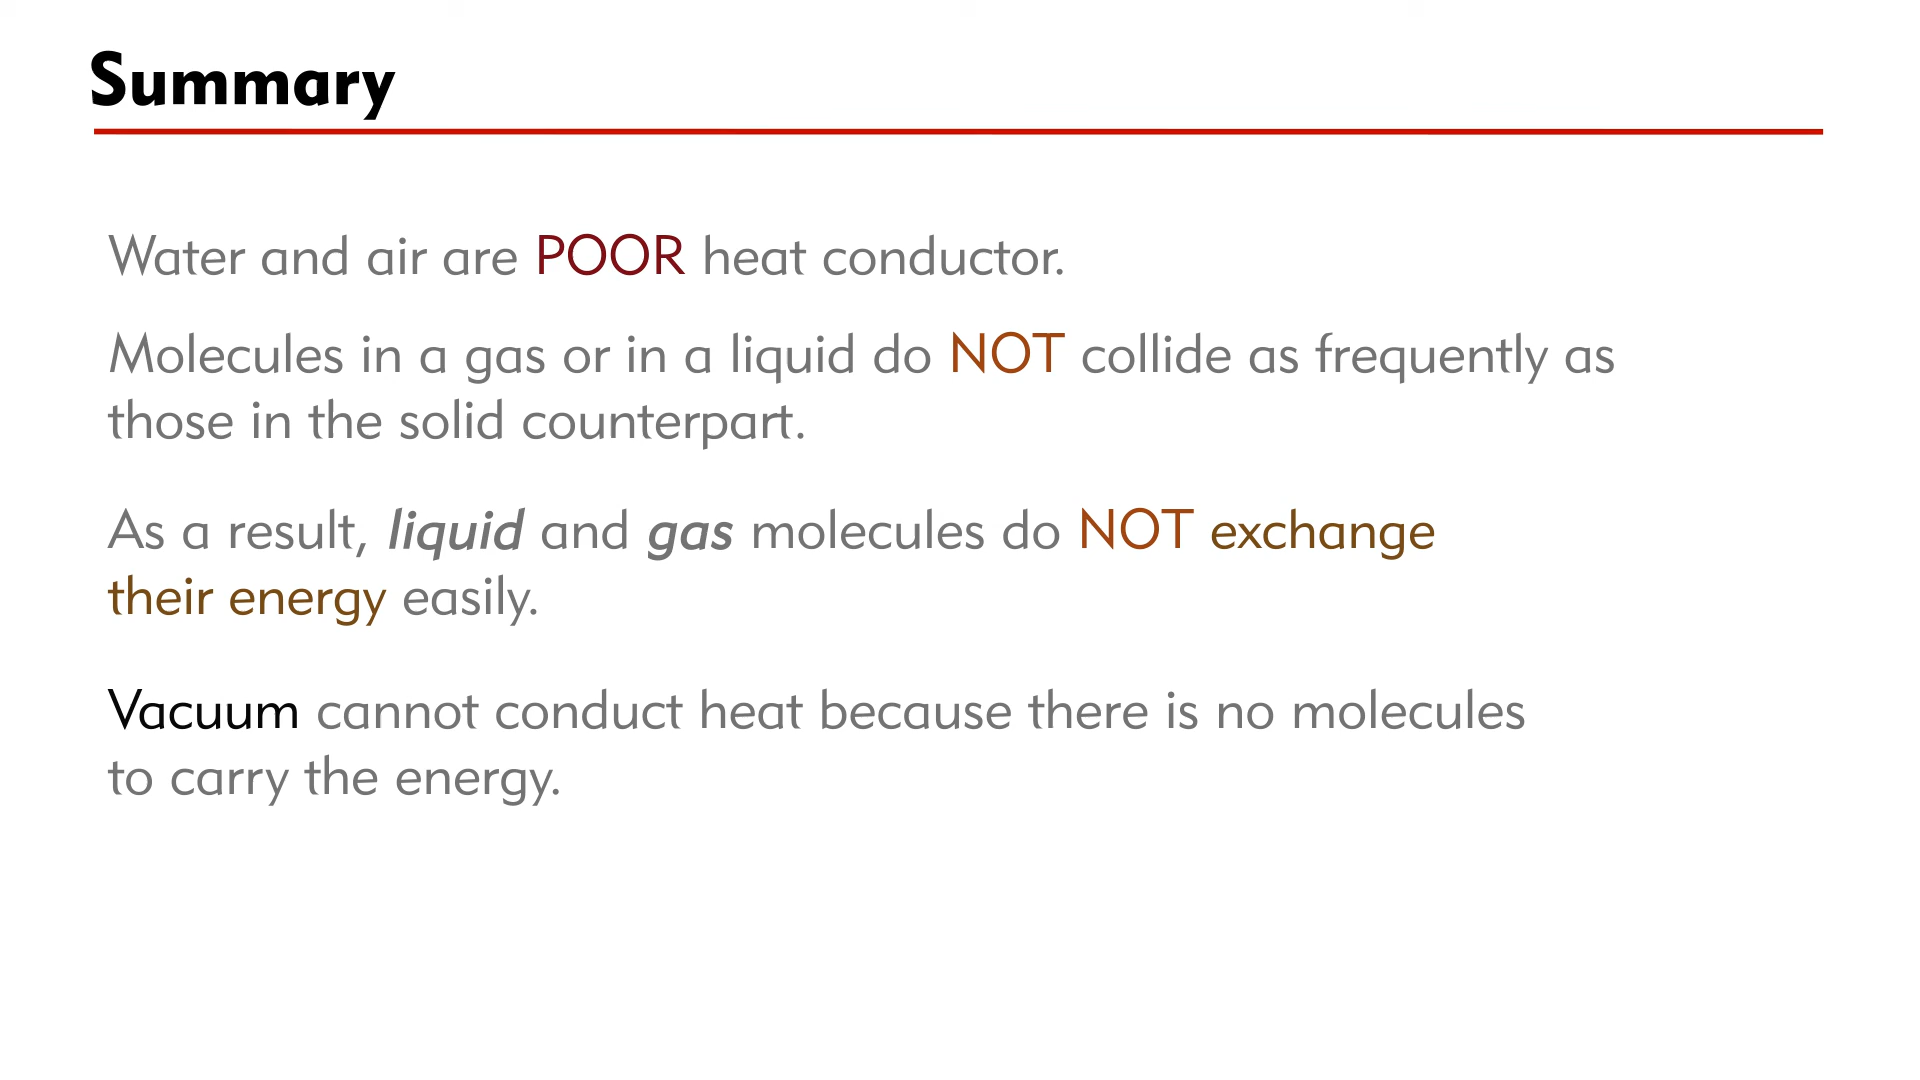 Summary
Water and air are POOR heat conductor.
Molecules in a gas or in a liquid do NOT collide as frequently as
those in the solid counterpart.
As a result, liquid and gas molecules do NOT exchange
their energy easily.
Vacuum cannot conduct heat because there is no molecules
to carry the energy.